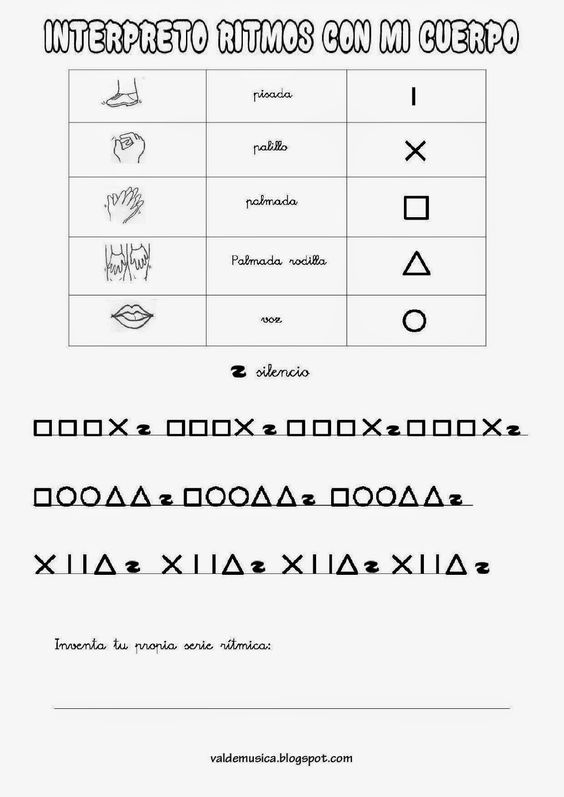 INTERPRETO RITMOS CON MI CUERPO
pisada
palillo
palmada
Palmada rodilla
voz
silencio
Inventa tu propia serie rítmica:
valdemusica.blogspot.com